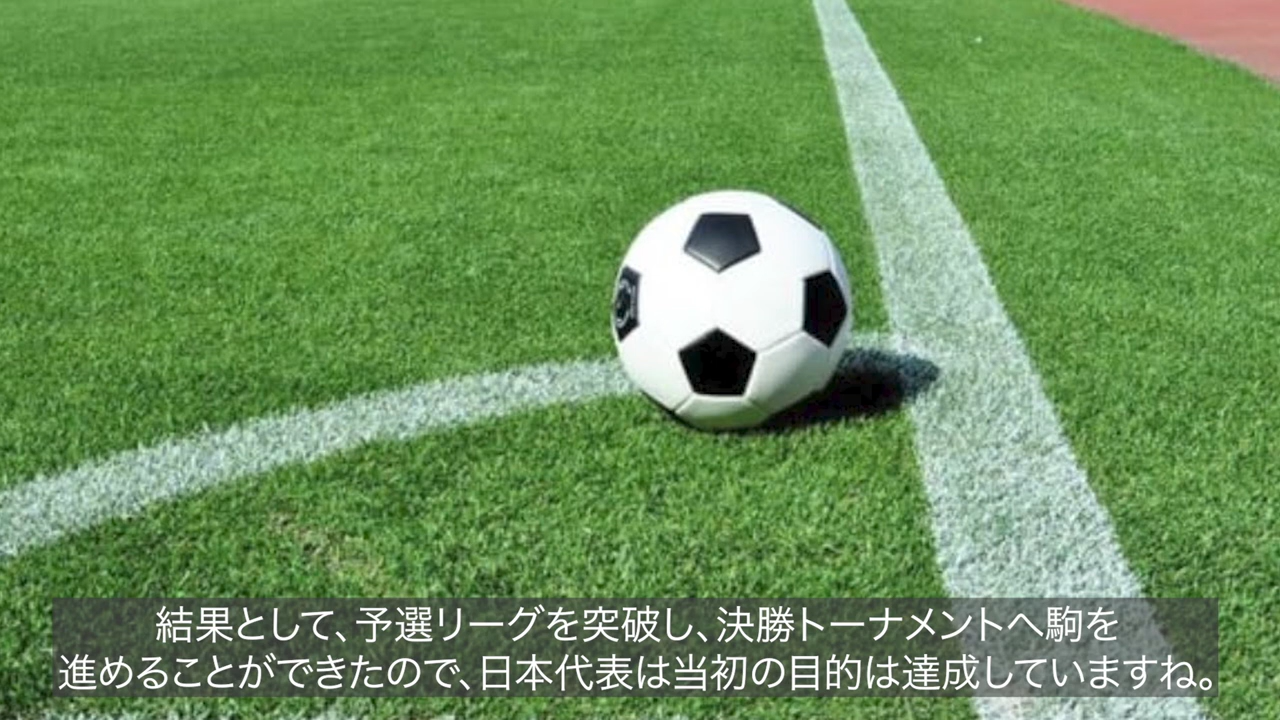 結果として、予選リーグを突破し、決勝トーナメントへ駒を
進めることができたので、日本代表は当初の目的は達成していますね。